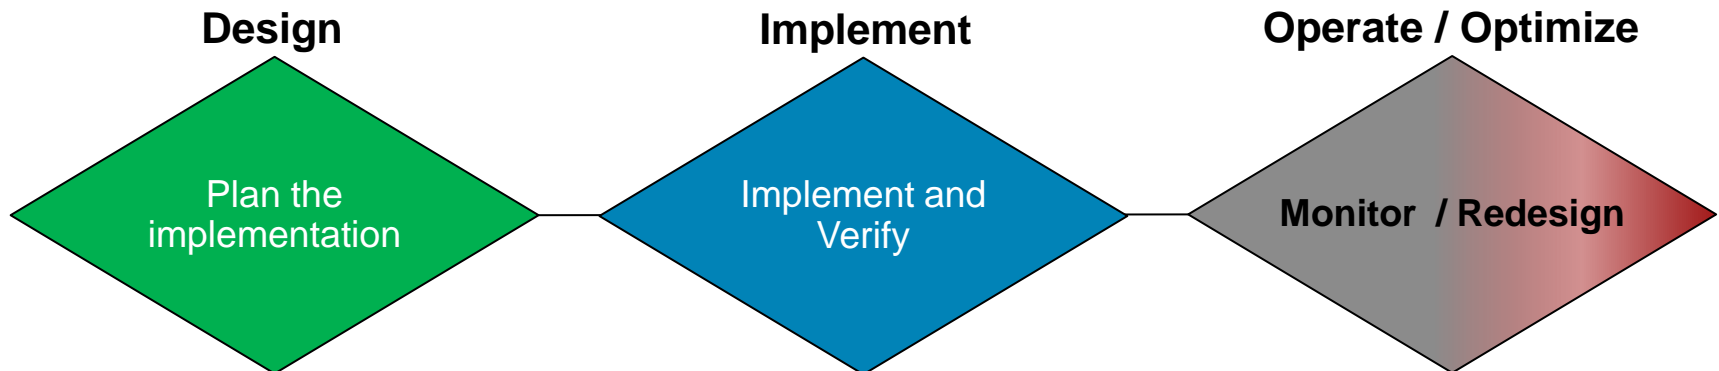 Design
Implement
Operate / Optimize
Plan the
implementation
Implement and
Verify
Monitor / Redesign